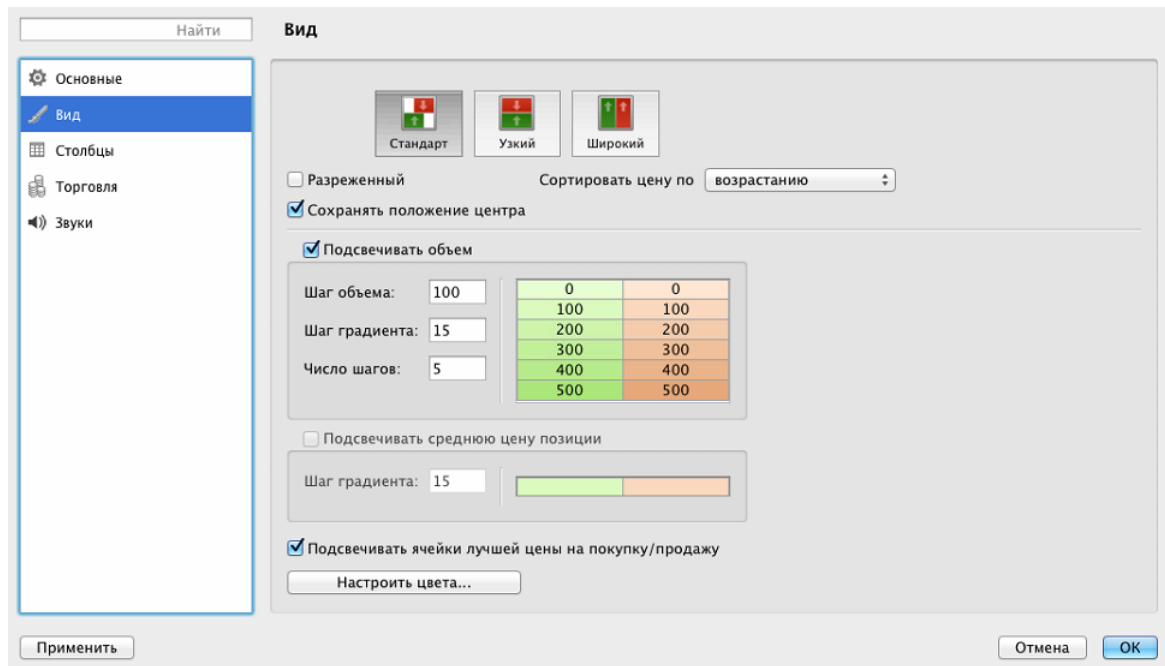 Найти
Вид
Основные
Вид
Столбцы
Торговля
Звуки
Стандарт Узкий Широкий
Разреженный Сортировать цену по возрастанию
Сохранять положение центра
Подсвечивать объем
Шаг объема: 100
Шаг градиента: 15
Число шагов: 5
0 0
100 100
200 200
300 300
400 400
500 500
Подсвечивать среднюю цену позиции
Шаг градиента: 15
Подсвечивать ячейки лучшей цены на покупку/продажу
Настроить цвета...
Применить Отмена OK